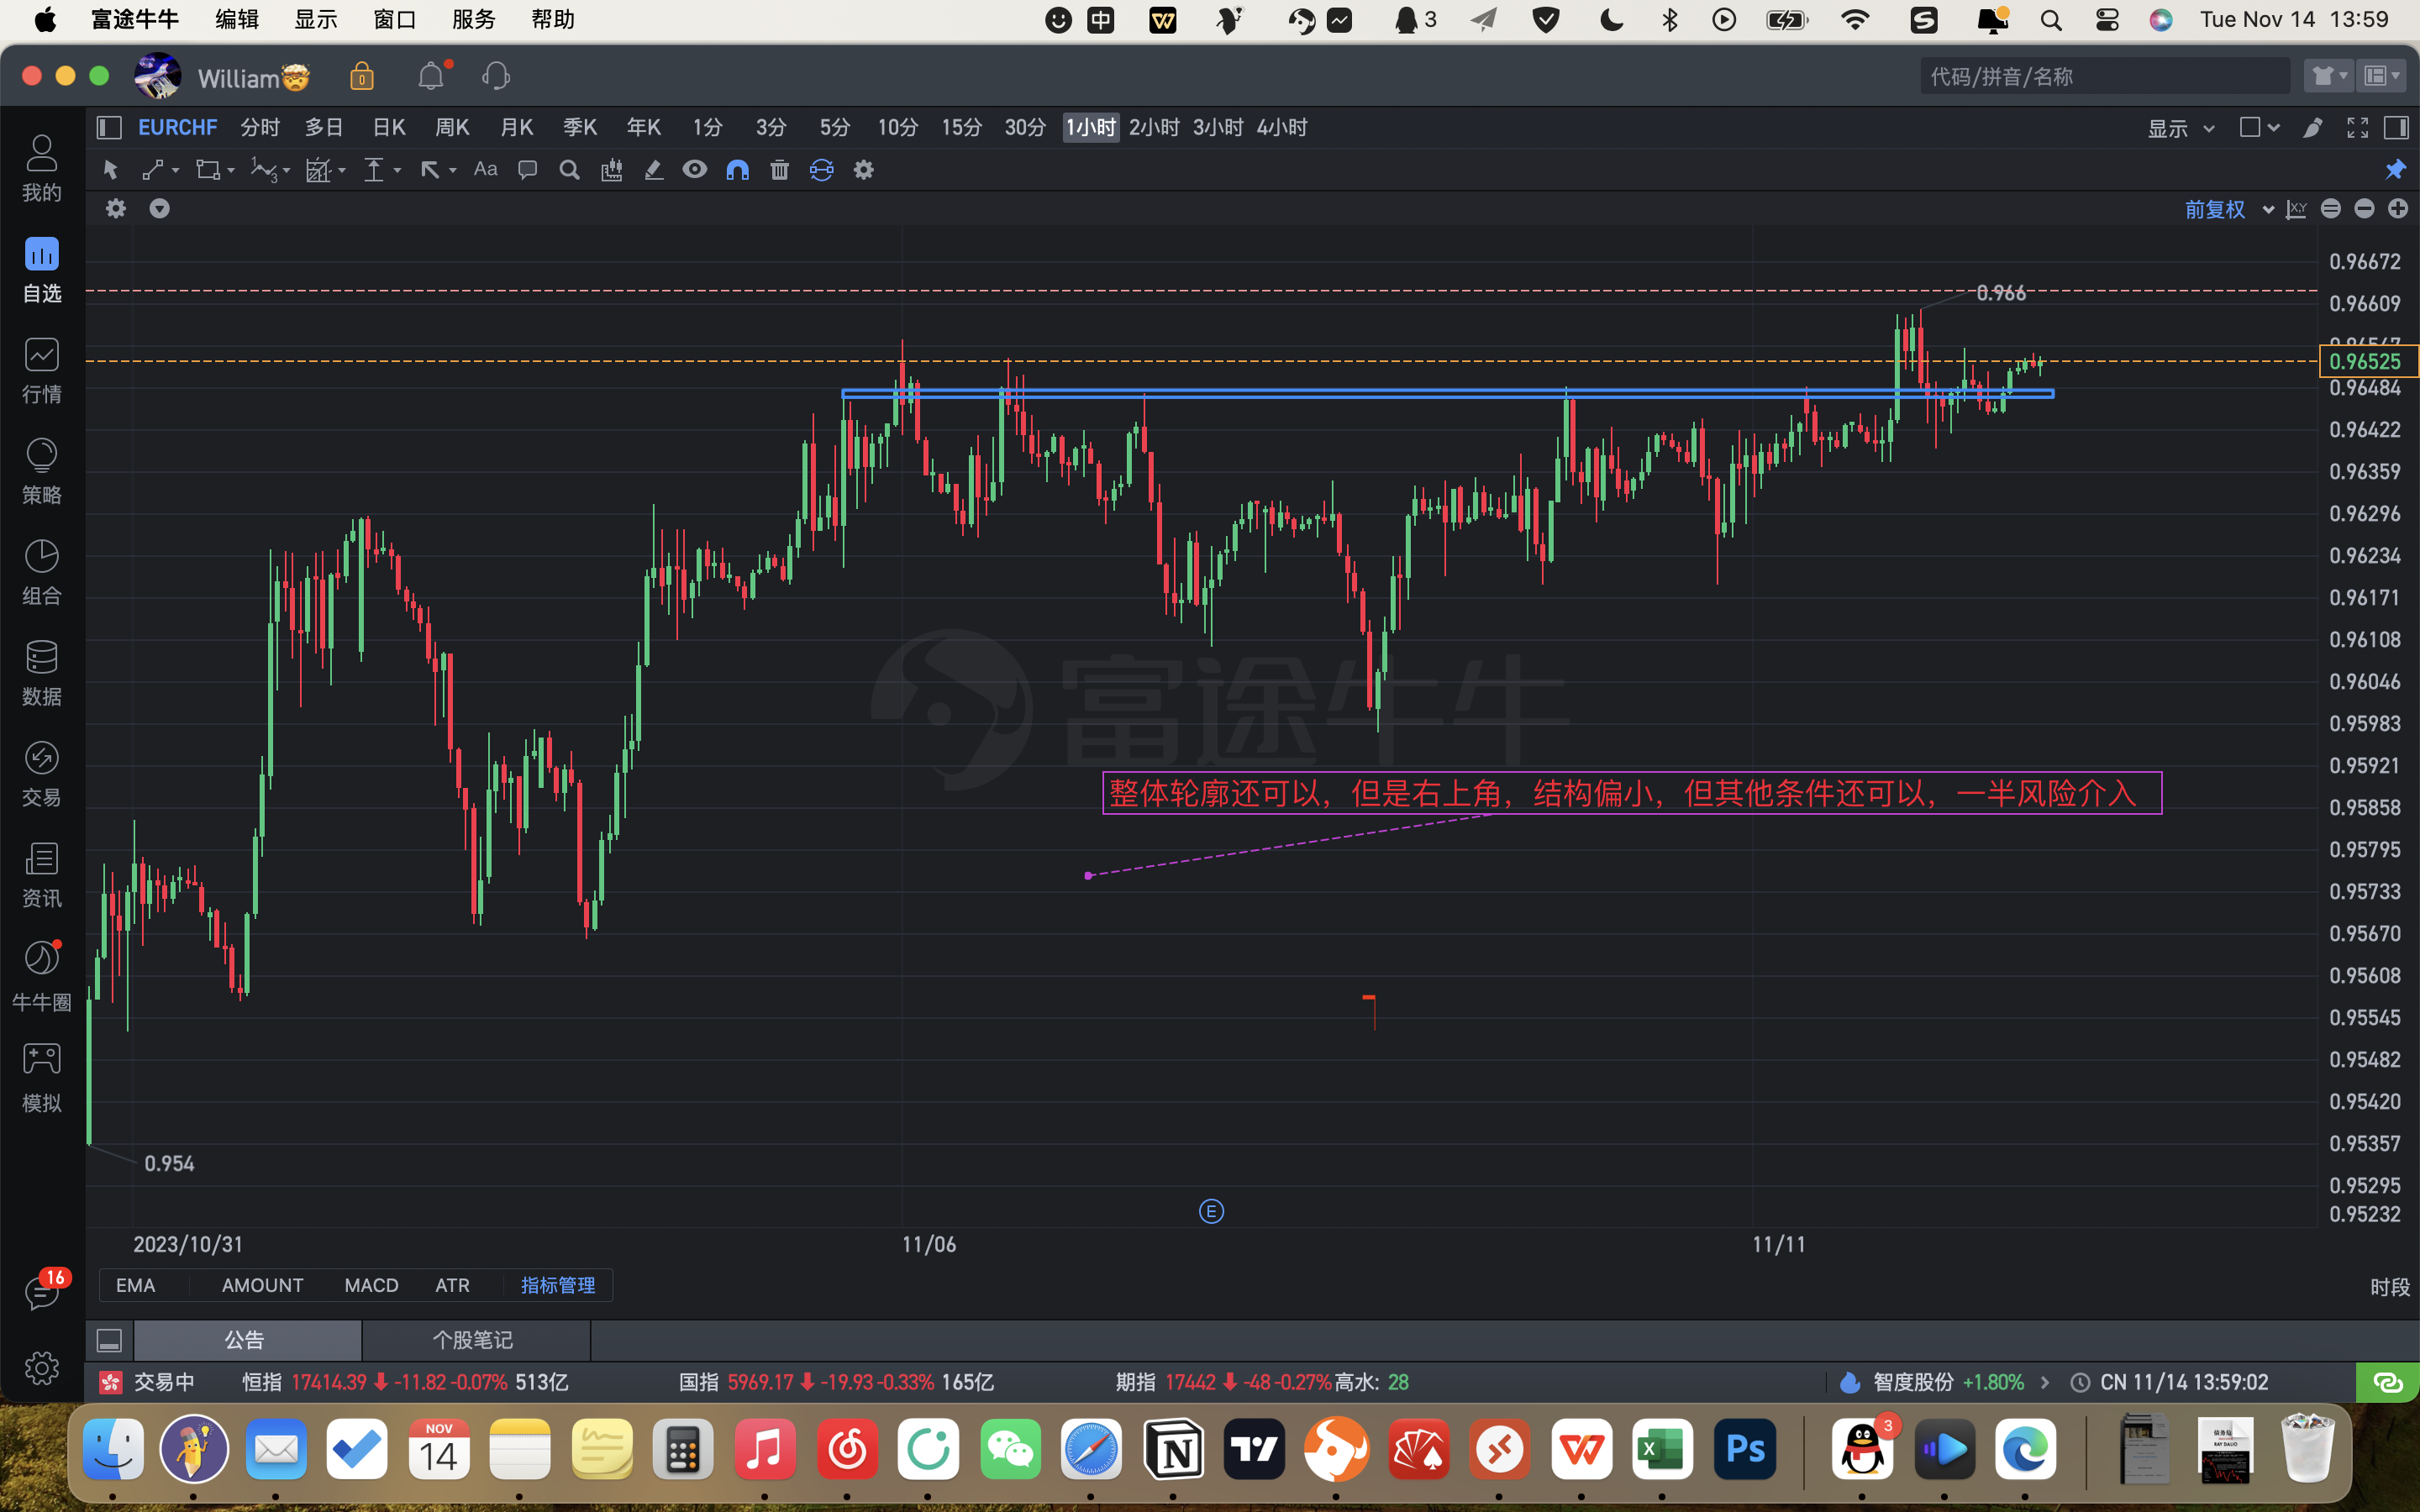 富途牛牛 编辑 显示 窗口 服务 帮助 中 3 Tue Nov 14 13:59
William 代码/拼音/名称
EURCHF 分时 多日 日K 周K 月K 季K 年K 1分 3分 5分 10分 15分 30分 1小时 2小时 3小时 4小时 显示
Aa
前复权
我的
自选
行情
策略
组合
数据
交易
资讯
牛牛圈
模拟
16
0.96672
0.966
0.96609
0.96547
0.96525
0.96484
0.96422
0.96359
0.96296
0.96234
0.96171
0.96108
0.96046
0.95983
0.95921
0.95858
0.95795
0.95733
0.95670
0.95608
0.95545
0.95482
0.95420
0.95357
0.95295
0.95232
富途牛牛
整体轮廓还可以，但是右上角，结构偏小，但其他条件还可以，一半风险介入
0.954
E
2023/10/31 11/06 11/11
EMA AMOUNT MACD ATR 指标管理 时段
公告 个股笔记
交易中 恒指 17414.39 -11.82 -0.07% 513亿 国指 5969.17 -19.93 -0.33% 165亿 期指 17442 -48 -0.27% 高水: 28 智度股份 +1.80% CN 11/14 13:59:02
NOV
14
Ps
3
RAY DALIO